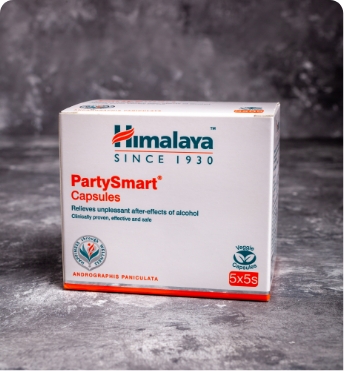 Himalaya™
SINCE 1930
PartySmart®
Capsules
Relieves unpleasant after-effects of alcohol
Clinically proven, effective and safe
Veggie
Capsules
5x5s
ANDROGRAPHIS PANICULATA